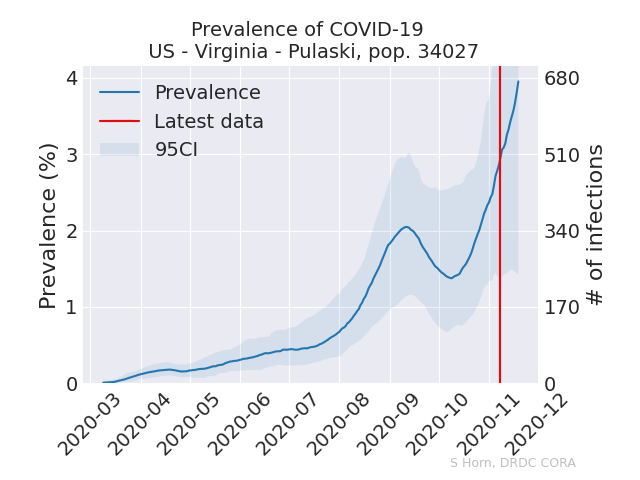 Prevalence of COVID-19
US - Virginia - Pulaski, pop. 34027
Prevalence (%)
4
3
2
1
0
Prevalence
Latest data
95CI
680
510
340
170
0
# of infections
2020-03
2020-04
2020-05
2020-06
2020-07
2020-08
2020-09
2020-10
2020-11
2020-12
S Horn, DRDC CORA